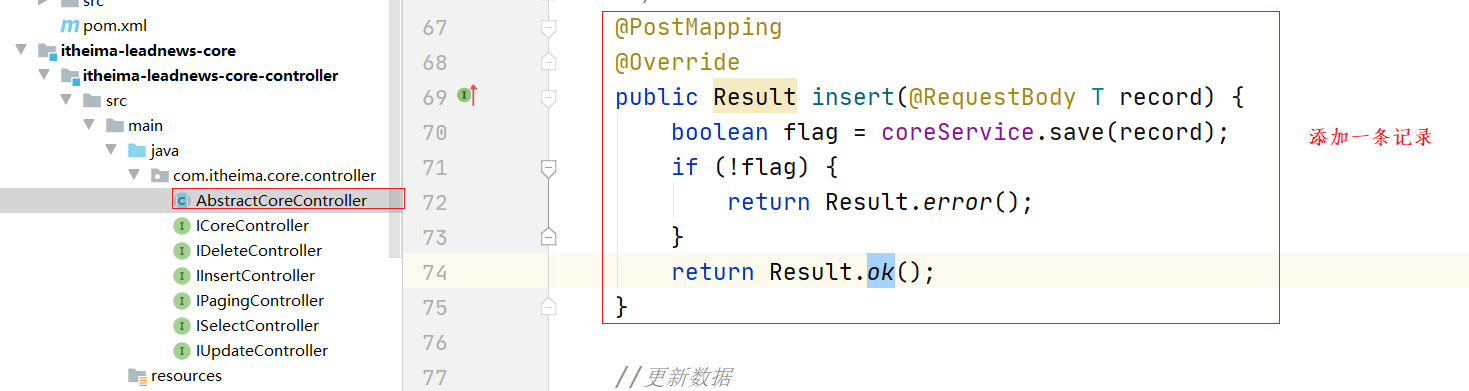 src
pom.xml
itheima-leadnews-core
itheima-leadnews-core-controller
src
main
java
com.itheima.core.controller
AbstractCoreController
ICoreController
IDeleteController
IInsertController
IPagingController
ISelectController
IUpdateController
resources
67 @PostMapping
68 @Override
69 public Result insert(@RequestBody T record) {
70 boolean flag = coreService.save(record);
71 if (!flag) {
72 return Result.error();
73 }
74 return Result.ok();
75 }
76
77 //更新数据
添加一条记录